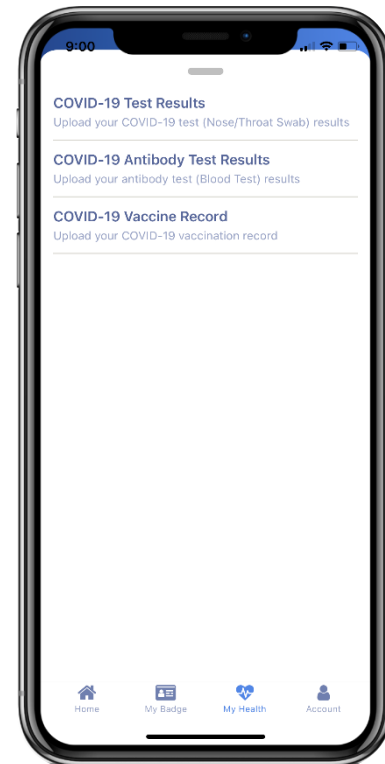 9:00
COVID-19 Test Results
Upload your COVID-19 test (Nose/Throat Swab) results
COVID-19 Antibody Test Results
Upload your antibody test (Blood Test) results
COVID-19 Vaccine Record
Upload your COVID-19 vaccination record
Home My Badge My Health Account